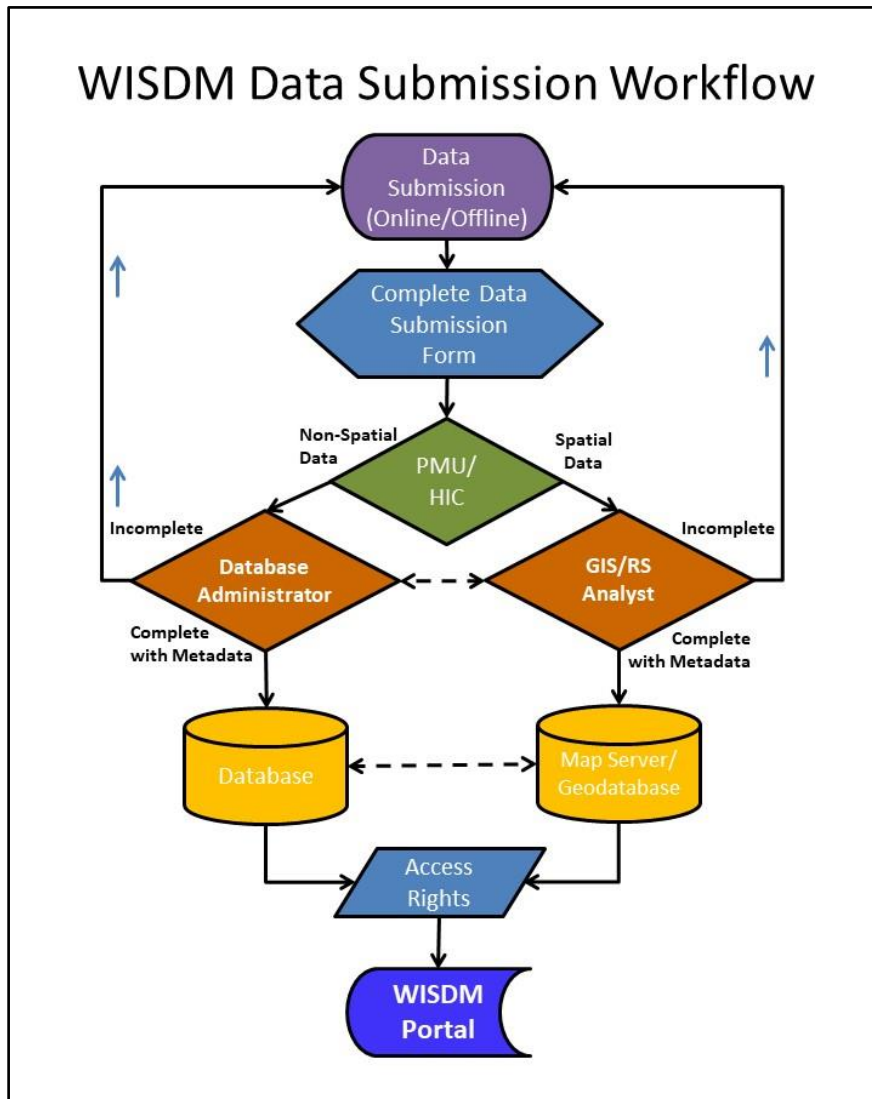 WISDM Data Submission Workflow
Data
Submission
(Online/Offline)
Complete Data
Submission
Form
Non-Spatial
Data
Spatial
Data
PMU/
HIC
Incomplete
Incomplete
Database
Administrator
GIS/RS
Analyst
Complete
with Metadata
Complete
with Metadata
Database
Map Server/
Geodatabase
Access
Rights
WISDM
Portal